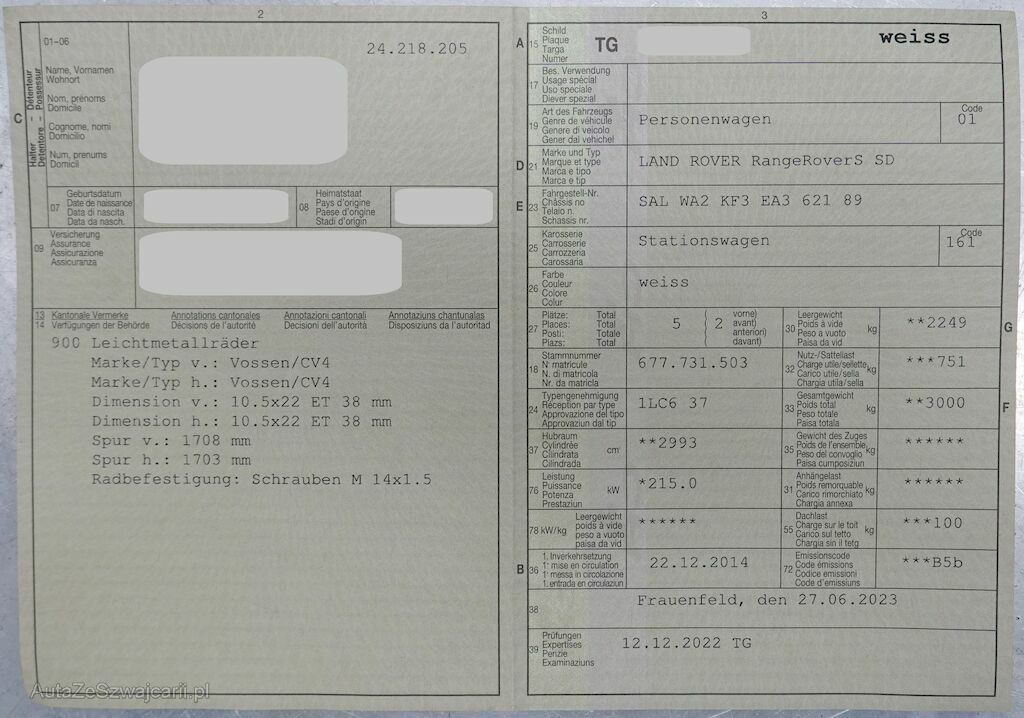 2
01-06
24.218.205
C
Halter – Détenteur
Detentore – Possessur
Name, Vornamen
Wohnort
Nom, prénoms
Domicile
Cognome, nomi
Domicilio
Num, prenums
Domicil
07
Geburtsdatum
Date de naissance
Data di nascita
Data da nasch.
08
Heimatstaat
Pays d'origine
Paese d'origine
Stadi d'origin
09
Versicherung
Assurance
Assicurazione
Assicuranza
13 Kantonale Vermerke Annotations cantonales Annotazioni cantonali Annotaziuns chantunalas
14 Verfügungen der Behörde Décisions de l'autorité Decisioni dell'autorità Disposiziuns da l'autoritad
900 Leichtmetallräder
Marke/Typ v.: Vossen/CV4
Marke/Typ h.: Vossen/CV4
Dimension v.: 10.5x22 ET 38 mm
Dimension h.: 10.5x22 ET 38 mm
Spur v.: 1708 mm
Spur h.: 1703 mm
Radbefestigung: Schrauben M 14x1.5
AutaZeSzwajcarii.pl
3
A 15
Schild
Plaque
Targa
Numer
TG
weiss
17
Bes. Verwendung
Usage spécial
Uso speciale
Diever spezial
19
Art des Fahrzeugs
Genre de véhicule
Genere di veicolo
Gener dal vehichel
Personenwagen
Code
01
D 21
Marke und Typ
Marque et type
Marca e tipo
Marca e tip
LAND ROVER RangeRoverS SD
E 23
Fahrgestell-Nr.
Châssis no
Telaio n.
Schassis nr.
SAL WA2 KF3 EA3 621 89
25
Karosserie
Carrosserie
Carrozzeria
Carossaria
Stationswagen
Code
161
26
Farbe
Couleur
Colore
Colur
weiss
27
Plätze: Total
Places: Total
Posti: Totale
Plazs: Total
5 ( 2
vorne)
avant)
anteriori)
davant)
30
Leergewicht
Poids à vide
Peso a vuoto
Paisa da vid
kg
**2249
G
18
Stammnummer
N° matricule
N. di matricola
Nr. da matricla
677.731.503
32
Nutz-/Sattellast
Charge utile/sellette
Carico utile/sella
Chargia utila/sella
kg
***751
24
Typengenehmigung
Réception par type
Approvazione del tipo
Approvaziun dal tip
1LC6 37
33
Gesamtgewicht
Poids total
Peso totale
Paisa totala
kg
**3000
F
37
Hubraum
Cylindrée
Cilindrata
Cilindrada
cm³
**2993
35
Gewicht des Zuges
Poids de l'ensemble
Peso del convoglio
Paisa cumposiziun
kg
******
76
Leistung
Puissance
Potenza
Prestaziun
kW
*215.0
31
Anhängelast
Poids remorquable
Carico rimorchiato
Chargia annexa
kg
******
78 kW/kg
Leergewicht
poids à vide
peso a vuoto
paisa da vid
******
55
Dachlast
Charge sur le toit
Carico sul tetto
Chargia sin il tetg
kg
***100
B 36
1. Inverkehrsetzung
1re mise en circulation
1a messa in circolazione
1. entrada en circulaziun
22.12.2014
72
Emissionscode
Code émissions
Codice emissioni
Code d'emissiuns
***B5b
38
Frauenfeld, den 27.06.2023
39
Prüfungen
Expertises
Perizie
Examinaziuns
12.12.2022 TG